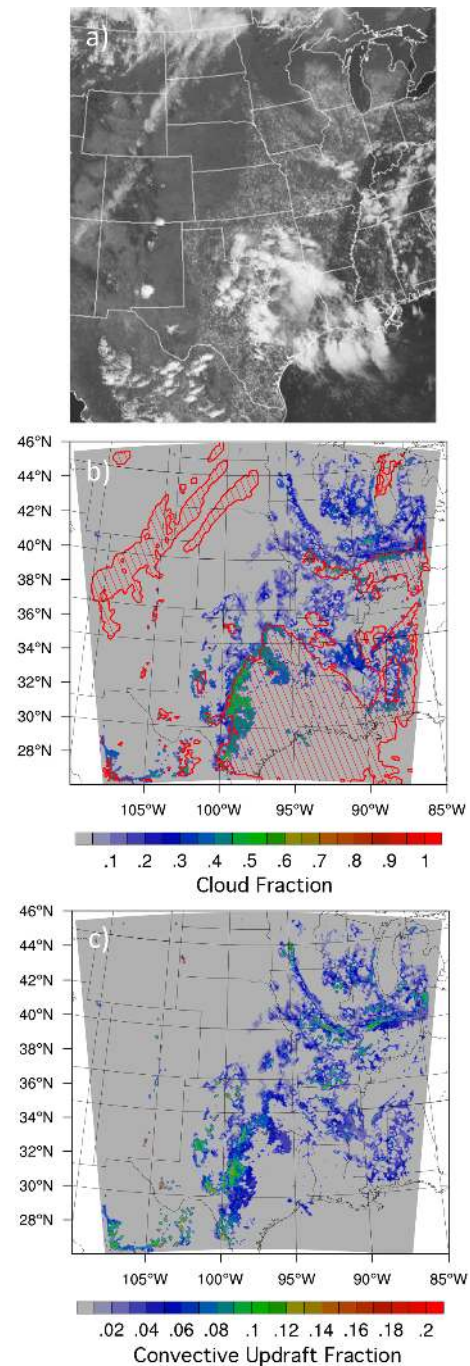 a)
b)
46°N
44°N
42°N
40°N
38°N
36°N
34°N
32°N
30°N
28°N
105°W 100°W 95°W 90°W 85°W
.1 .2 .3 .4 .5 .6 .7 .8 .9 1
Cloud Fraction
c)
46°N
44°N
42°N
40°N
38°N
36°N
34°N
32°N
30°N
28°N
105°W 100°W 95°W 90°W 85°W
.02 .04 .06 .08 .1 .12 .14 .16 .18 .2
Convective Updraft Fraction